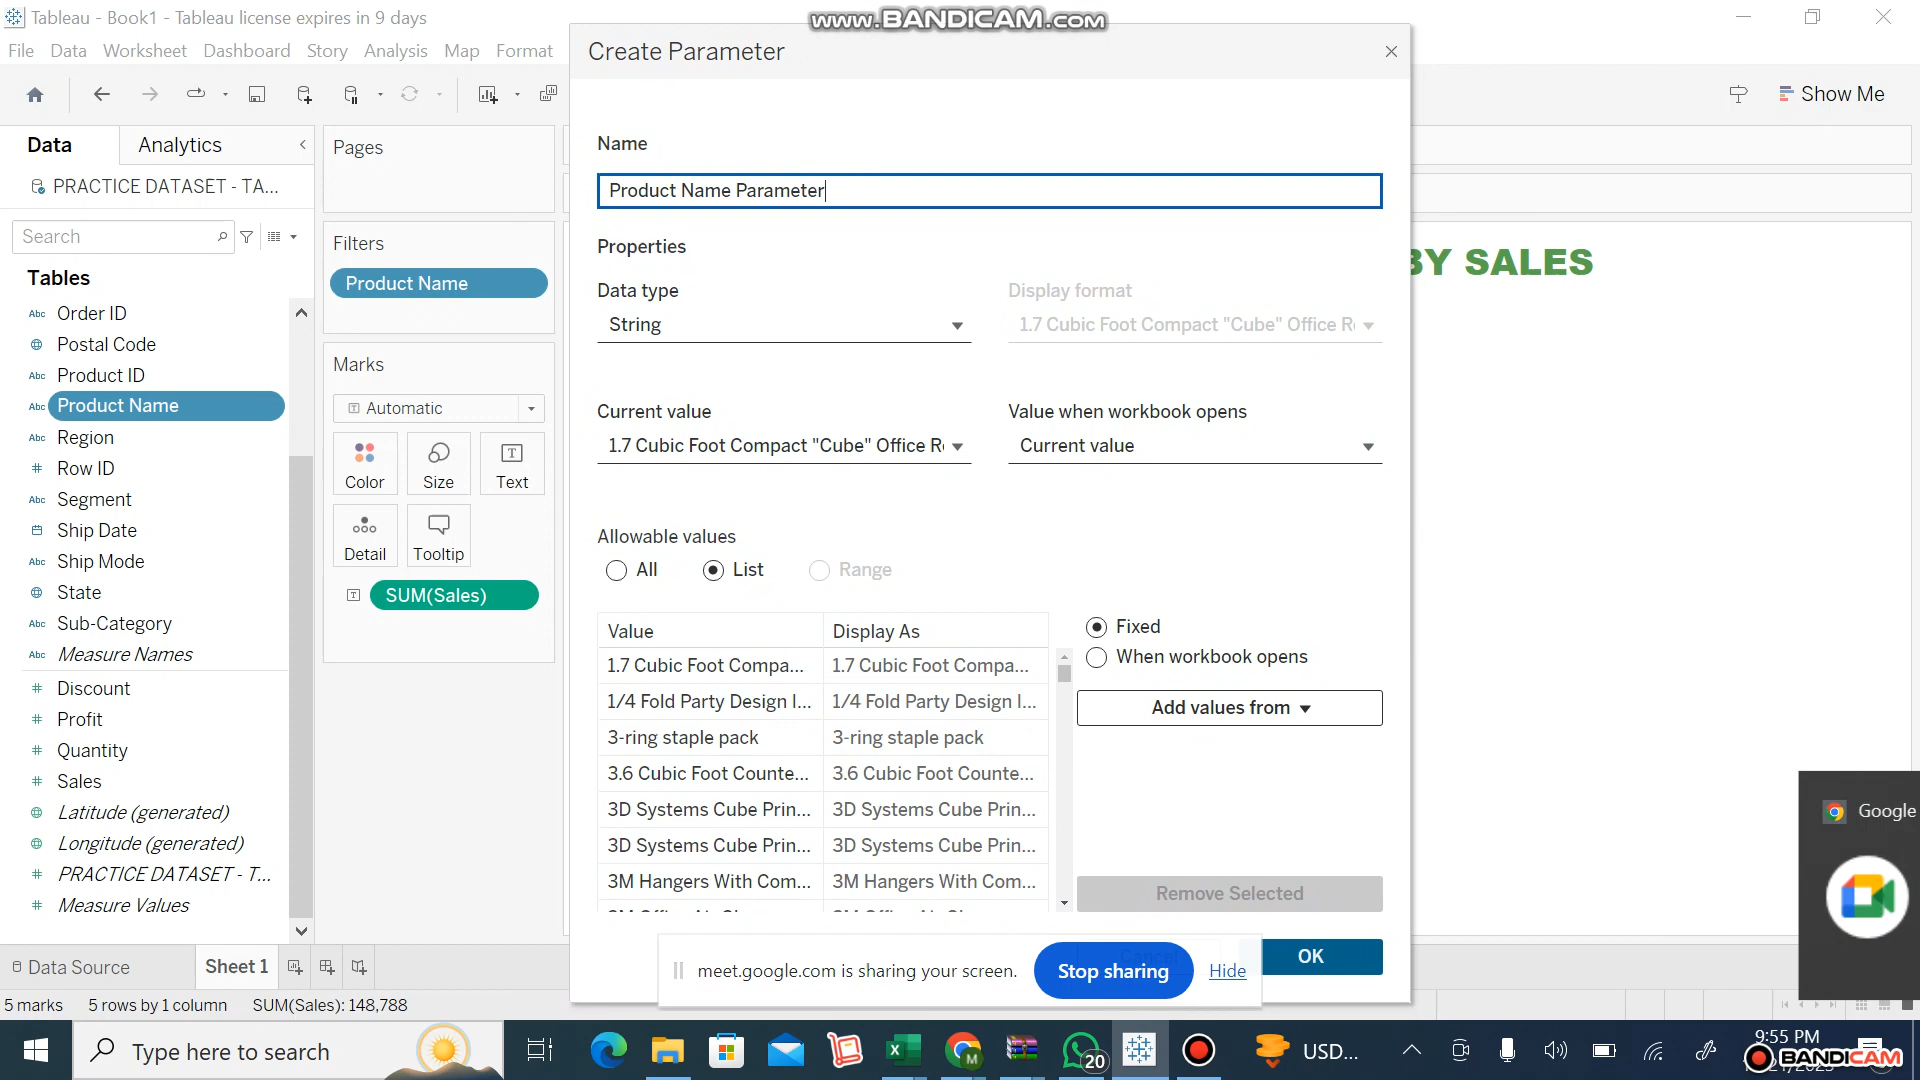 Tableau - Book1 - Tableau license expires in 9 days
www.BANDICAM.com
File Data Worksheet Dashboard Story Analysis Map Format
Create Parameter
Show Me
Data
Analytics
PRACTICE DATASET - TA...
Search
Tables
Order ID
Postal Code
Product ID
Product Name
Region
Row ID
Segment
Ship Date
Ship Mode
State
Sub-Category
Measure Names
Discount
Profit
Quantity
Sales
Latitude (generated)
Longitude (generated)
PRACTICE DATASET - T...
Measure Values
Pages
Filters
Product Name
Marks
Automatic
Color
Size
Text
Detail
Tooltip
SUM(Sales)
Name
Product Name Parameter
Properties
Data type
Display format
String
1.7 Cubic Foot Compact "Cube" Office R
Current value
Value when workbook opens
1.7 Cubic Foot Compact "Cube" Office R
Current value
Allowable values
All
List
Range
Value
Display As
1.7 Cubic Foot Compa...
1.7 Cubic Foot Compa...
1/4 Fold Party Design I...
1/4 Fold Party Design I...
3-ring staple pack
3-ring staple pack
3.6 Cubic Foot Counte...
3.6 Cubic Foot Counte...
3D Systems Cube Prin...
3D Systems Cube Prin...
3D Systems Cube Prin...
3D Systems Cube Prin...
3M Hangers With Com...
3M Hangers With Com...
Fixed
When workbook opens
Add values from
Remove Selected
OK
BY SALES
Google
meet.google.com is sharing your screen.
Stop sharing
Hide
Data Source
Sheet 1
5 marks
5 rows by 1 column
SUM(Sales): 148,788
Type here to search
20
USD...
9:55 PM
BANDICAM